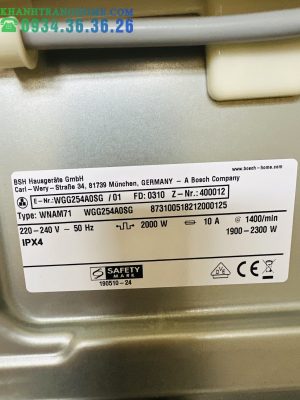 KHANHTRANGHOME.COM
0934.36.36.26
BSH Hausgeräte GmbH
Carl-Wery-Straße 34, 81739 München, GERMANY - A Bosch Company
www.bosch-home.com
E-Nr.: WGG254A0SG /01 FD: 0310 Z-Nr.: 400012
Type: WNAM71 WGG254A0SG 873100518212000125
220-240 V ~ 50 Hz 2000 W 10 A 1400/min
IPX4 1900-2300 W
SAFETY
MARK
190510-24